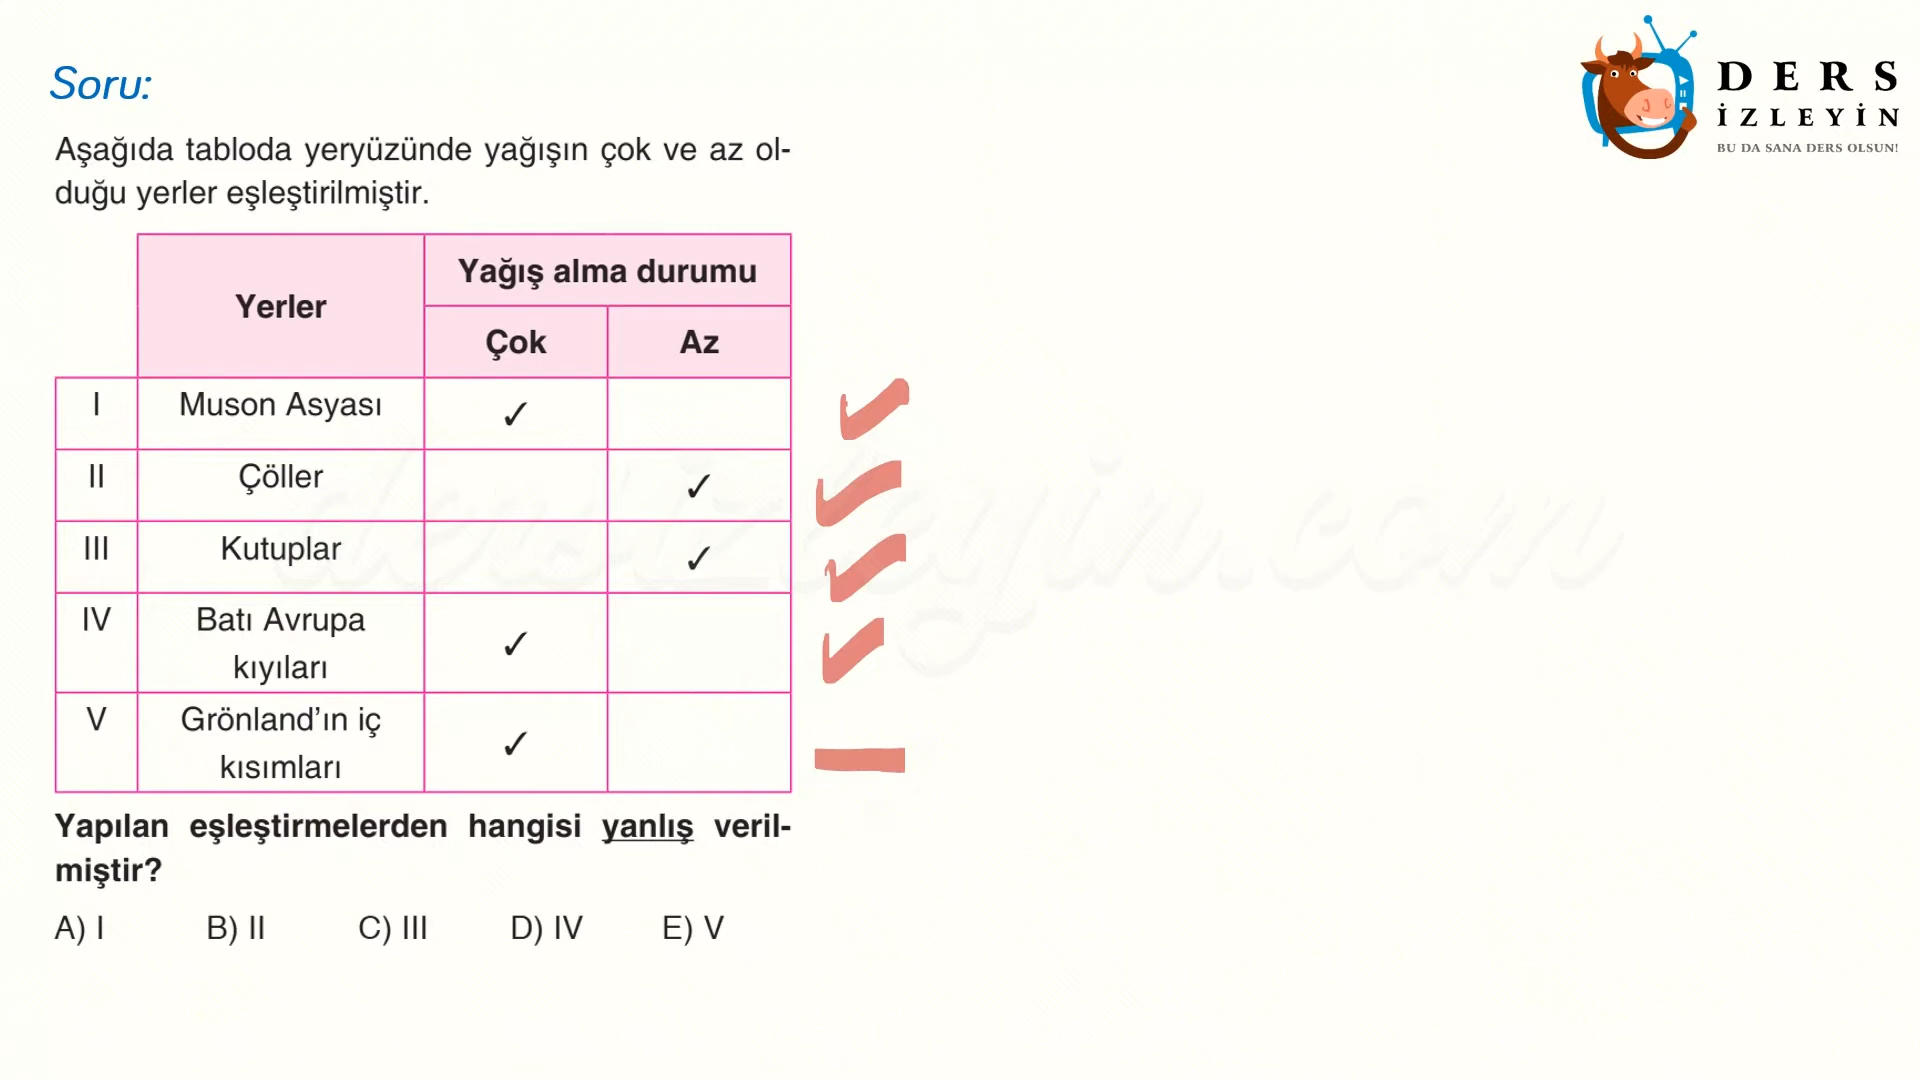 Soru:
DERS
İZLEYİN
BU DA SANA DERS OLSUN!
Aşağıda tabloda yeryüzünde yağışın çok ve az ol-
duğu yerler eşleştirilmiştir.
Yerler
Yağış alma durumu
Çok Az
I Muson Asyası ✓
II Çöller ✓
III Kutuplar ✓
IV Batı Avrupa
kıyıları ✓
V Grönland’ın iç
kısımları ✓
dersizleyin.com
Yapılan eşleştirmelerden hangisi yanlış veril-
miştir?
A) I B) II C) III D) IV E) V